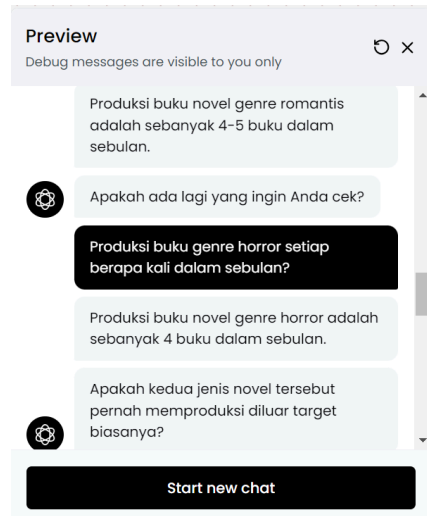 Preview
Debug messages are visible to you only
Produksi buku novel genre romantis
adalah sebanyak 4-5 buku dalam
sebulan.
Apakah ada lagi yang ingin Anda cek?
Produksi buku genre horror setiap
berapa kali dalam sebulan?
Produksi buku novel genre horror adalah
sebanyak 4 buku dalam sebulan.
Apakah kedua jenis novel tersebut
pernah memproduksi diluar target
biasanya?
Start new chat